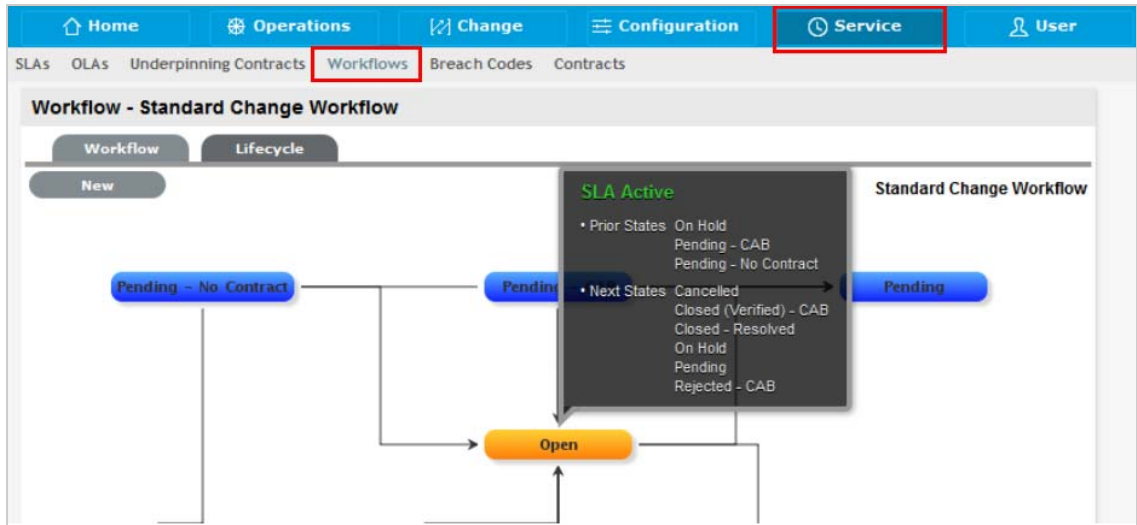 Home Operations Change Configuration Service User
SLAs OLAs Underpinning Contracts Workflows Breach Codes Contracts
Workflow - Standard Change Workflow
Workflow Lifecycle
New
Standard Change Workflow
SLA Active
• Prior States On Hold
Pending - CAB
Pending - No Contract
• Next States Cancelled
Closed (Verified) - CAB
Closed - Resolved
On Hold
Pending
Rejected - CAB
Pending - No Contract
Pending
Open